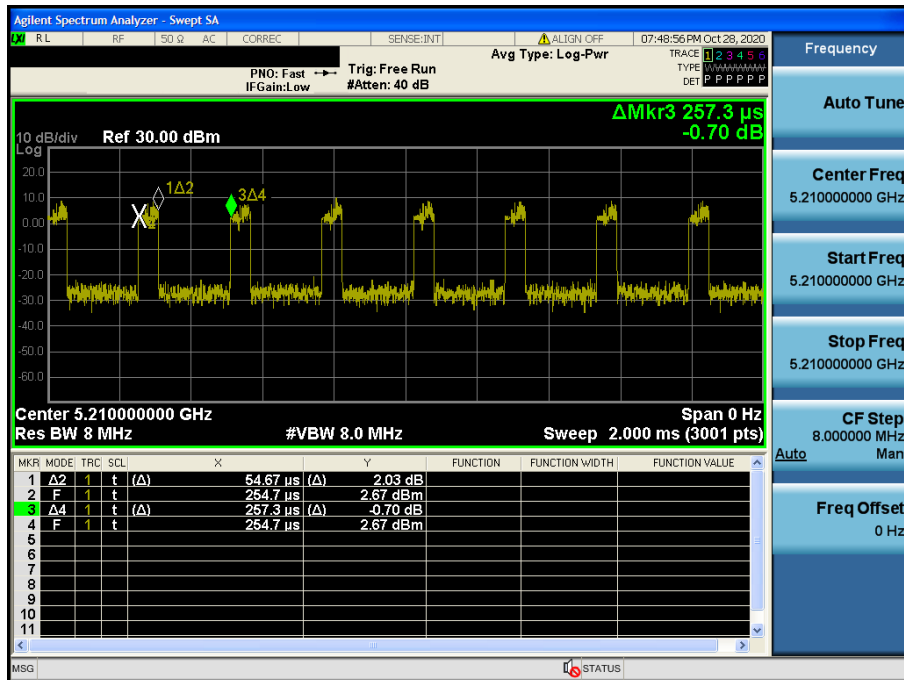 Agilent Spectrum Analyzer - Swept SA
LXI RL RF 50 Ω AC CORREC SENSE:INT ALIGN OFF 07:48:56 PM Oct 28, 2020
Frequency
Avg Type: Log-Pwr
TRACE 1 2 3 4 5 6
TYPE WWWWWW
DET P P P P P P
PNO: Fast
IFGain:Low
Trig: Free Run
#Atten: 40 dB
Auto Tune
ΔMkr3 257.3 µs
-0.70 dB
10 dB/div Ref 30.00 dBm
Log
20.0
10.0
0.00
-10.0
-20.0
-30.0
-40.0
-50.0
-60.0
1Δ2
3Δ4
Center Freq
5.210000000 GHz
Start Freq
5.210000000 GHz
Stop Freq
5.210000000 GHz
Center 5.210000000 GHz Span 0 Hz
Res BW 8 MHz #VBW 8.0 MHz Sweep 2.000 ms (3001 pts)
CF Step
8.000000 MHz
Auto Man
Freq Offset
0 Hz
MKR MODE TRC SCL X Y FUNCTION FUNCTION WIDTH FUNCTION VALUE
1 Δ2 1 t (Δ) 54.67 µs (Δ) 2.03 dB
2 F 1 t 254.7 µs 2.67 dBm
3 Δ4 1 t (Δ) 257.3 µs (Δ) -0.70 dB
4 F 1 t 254.7 µs 2.67 dBm
5
6
7
8
9
10
11
MSG STATUS